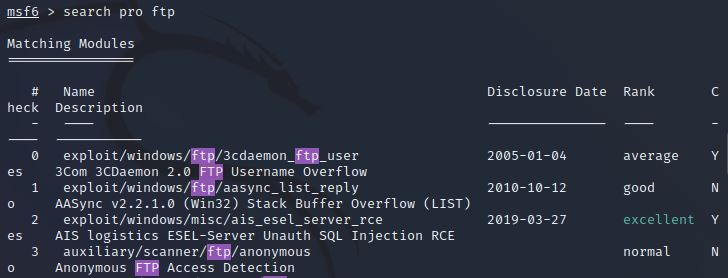 msf6 > search pro ftp
Matching Modules
================
# Name Disclosure Date Rank C
heck Description
- ---- --------------- ---- -
---- -----------
0 exploit/windows/ftp/3cdaemon_ftp_user 2005-01-04 average Y
es 3Com 3CDaemon 2.0 FTP Username Overflow
1 exploit/windows/ftp/aasync_list_reply 2010-10-12 good N
o AASync v2.2.1.0 (Win32) Stack Buffer Overflow (LIST)
2 exploit/windows/misc/ais_esel_server_rce 2019-03-27 excellent Y
es AIS logistics ESEL-Server Unauth SQL Injection RCE
3 auxiliary/scanner/ftp/anonymous normal N
o Anonymous FTP Access Detection